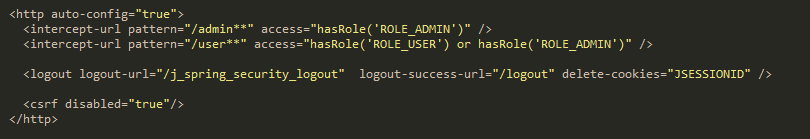 <http auto-config="true">
<intercept-url pattern="/admin**" access="hasRole('ROLE_ADMIN')" />
<intercept-url pattern="/user**" access="hasRole('ROLE_USER') or hasRole('ROLE_ADMIN')" />
<logout logout-url="/j_spring_security_logout"  logout-success-url="/logout" delete-cookies="JSESSIONID" />
<csrf disabled="true"/>
</http>